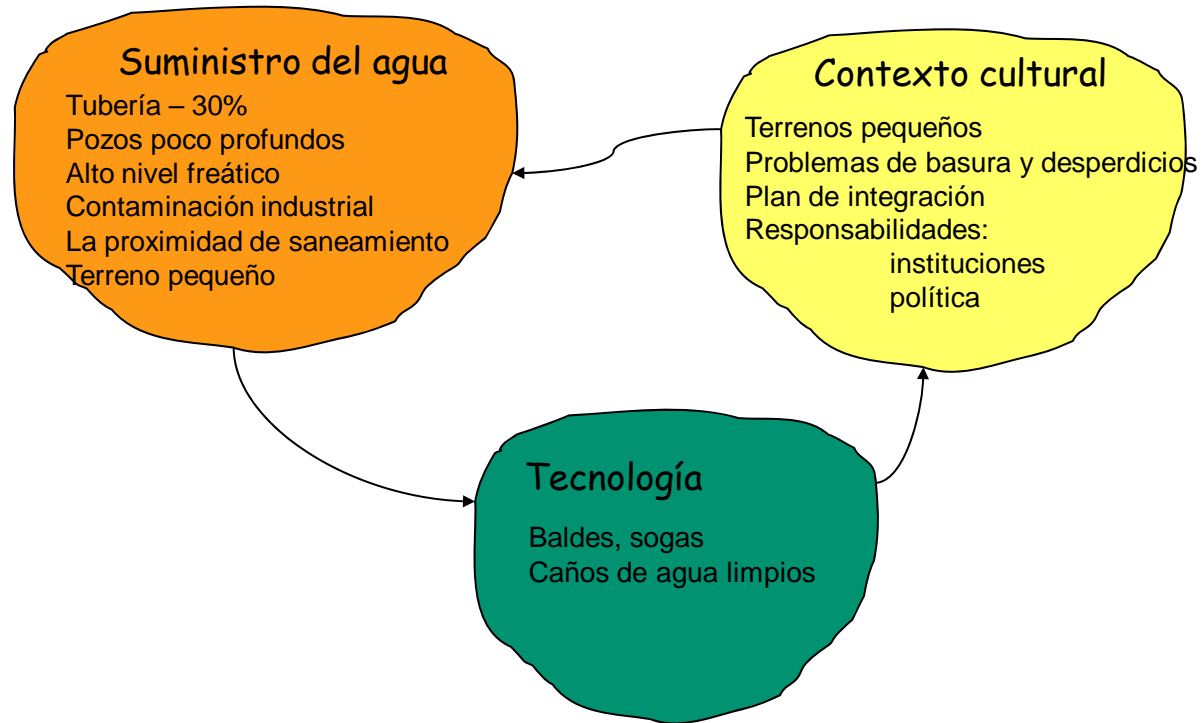 Suministro del agua
Tubería – 30%
Pozos poco profundos
Alto nivel freático
Contaminación industrial
La proximidad de saneamiento
Terreno pequeño
Contexto cultural
Terrenos pequeños
Problemas de basura y desperdicios
Plan de integración
Responsabilidades:
instituciones
política
Tecnología
Baldes, sogas
Caños de agua limpios